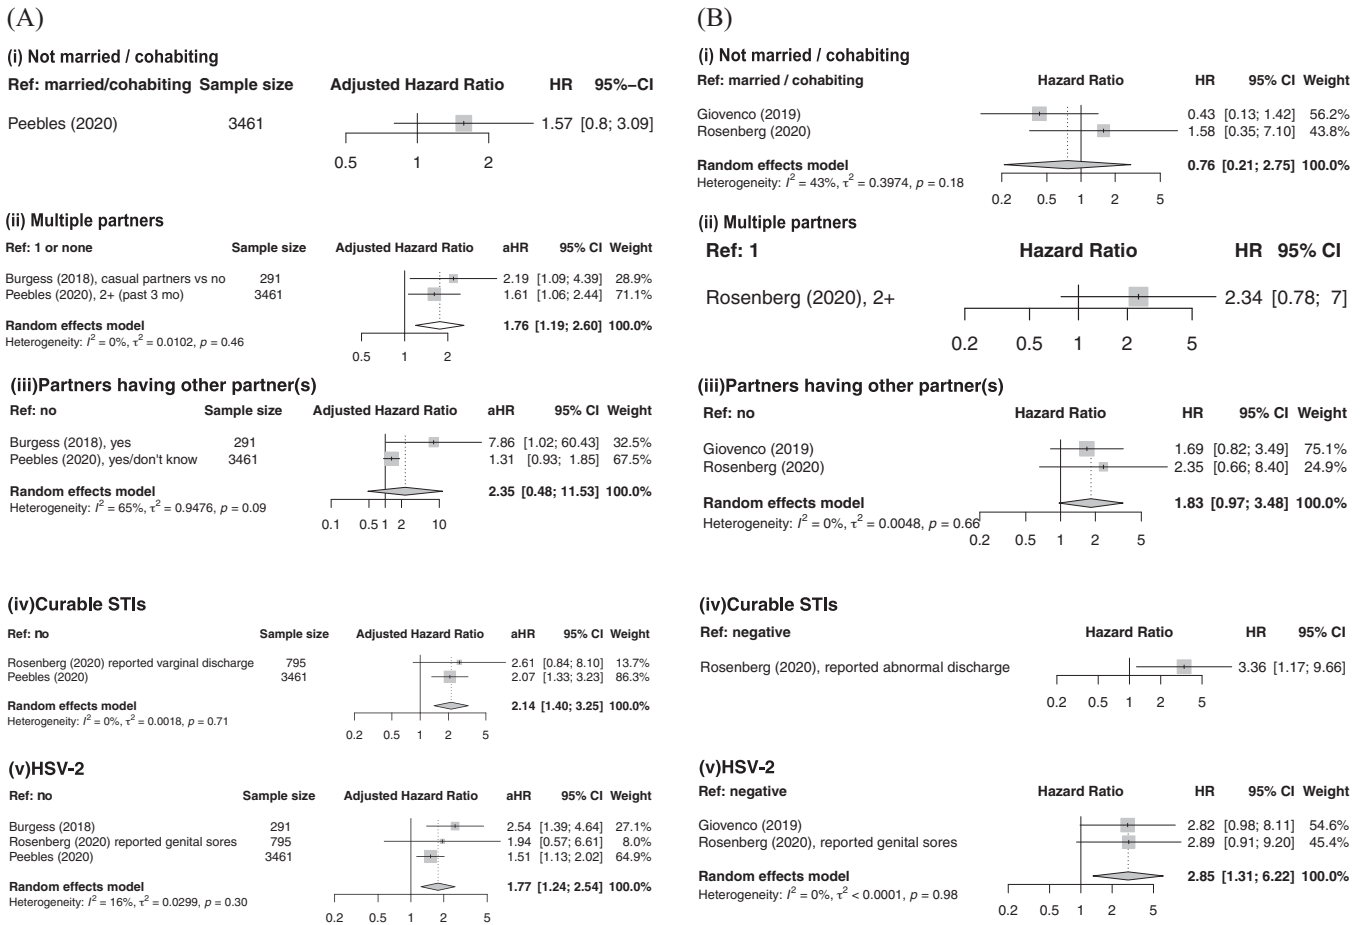 (A)
(i) Not married / cohabiting
Ref: married/cohabiting Sample size Adjusted Hazard Ratio HR 95%−CI
Peebles (2020) 3461 1.57 [0.8; 3.09]
0.5 1 2
(ii) Multiple partners
Ref: 1 or none Sample size Adjusted Hazard Ratio aHR 95% CI Weight
Burgess (2018), casual partners vs no 291 2.19 [1.09; 4.39] 28.9%
Peebles (2020), 2+ (past 3 mo) 3461 1.61 [1.06; 2.44] 71.1%
Random effects model 1.76 [1.19; 2.60] 100.0%
Heterogeneity: I² = 0%, τ² = 0.0102, p = 0.46
0.5 1 2
(iii)Partners having other partner(s)
Ref: no Sample size Adjusted Hazard Ratio aHR 95% CI Weight
Burgess (2018), yes 291 7.86 [1.02; 60.43] 32.5%
Peebles (2020), yes/don't know 3461 1.31 [0.93; 1.85] 67.5%
Random effects model 2.35 [0.48; 11.53] 100.0%
Heterogeneity: I² = 65%, τ² = 0.9476, p = 0.09
0.1 0.5 1 2 10
(iv)Curable STIs
Ref: no Sample size Adjusted Hazard Ratio aHR 95% CI Weight
Rosenberg (2020) reported varginal discharge 795 2.61 [0.84; 8.10] 13.7%
Peebles (2020) 3461 2.07 [1.33; 3.23] 86.3%
Random effects model 2.14 [1.40; 3.25] 100.0%
Heterogeneity: I² = 0%, τ² = 0.0018, p = 0.71
0.2 0.5 1 2 5
(v)HSV-2
Ref: no Sample size Adjusted Hazard Ratio aHR 95% CI Weight
Burgess (2018) 291 2.54 [1.39; 4.64] 27.1%
Rosenberg (2020) reported genital sores 795 1.94 [0.57; 6.61] 8.0%
Peebles (2020) 3461 1.51 [1.13; 2.02] 64.9%
Random effects model 1.77 [1.24; 2.54] 100.0%
Heterogeneity: I² = 16%, τ² = 0.0299, p = 0.30
0.2 0.5 1 2 5
(B)
(i) Not married / cohabiting
Ref: married / cohabiting Hazard Ratio HR 95% CI Weight
Giovenco (2019) 0.43 [0.13; 1.42] 56.2%
Rosenberg (2020) 1.58 [0.35; 7.10] 43.8%
Random effects model 0.76 [0.21; 2.75] 100.0%
Heterogeneity: I² = 43%, τ² = 0.3974, p = 0.18
0.2 0.5 1 2 5
(ii) Multiple partners
Ref: 1 Hazard Ratio HR 95% CI
Rosenberg (2020), 2+ 2.34 [0.78; 7]
0.2 0.5 1 2 5
(iii)Partners having other partner(s)
Ref: no Hazard Ratio HR 95% CI Weight
Giovenco (2019) 1.69 [0.82; 3.49] 75.1%
Rosenberg (2020) 2.35 [0.66; 8.40] 24.9%
Random effects model 1.83 [0.97; 3.48] 100.0%
Heterogeneity: I² = 0%, τ² = 0.0048, p = 0.66
0.2 0.5 1 2 5
(iv)Curable STIs
Ref: negative Hazard Ratio HR 95% CI
Rosenberg (2020), reported abnormal discharge 3.36 [1.17; 9.66]
0.2 0.5 1 2 5
(v)HSV-2
Ref: negative Hazard Ratio HR 95% CI Weight
Giovenco (2019) 2.82 [0.98; 8.11] 54.6%
Rosenberg (2020), reported genital sores 2.89 [0.91; 9.20] 45.4%
Random effects model 2.85 [1.31; 6.22] 100.0%
Heterogeneity: I² = 0%, τ² < 0.0001, p = 0.98
0.2 0.5 1 2 5